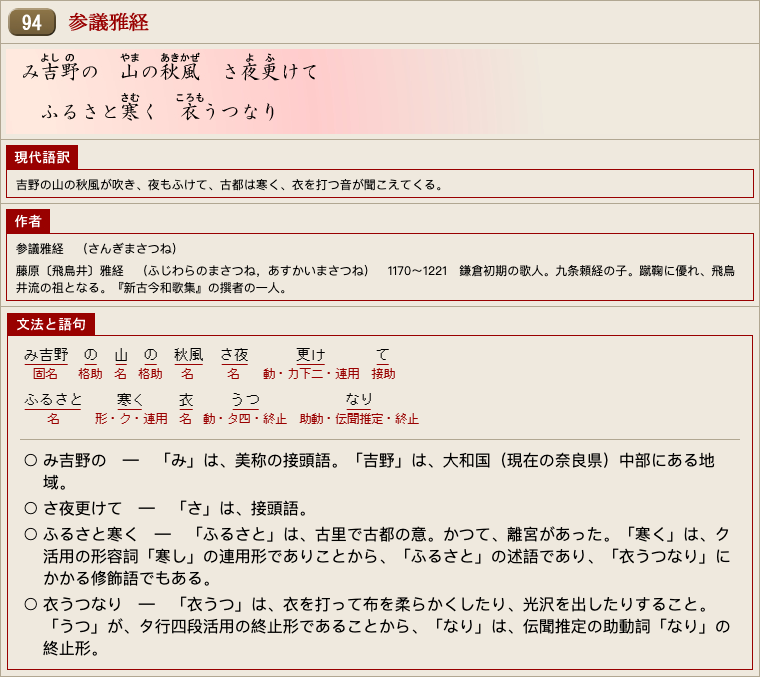 94 参議雅経
み吉野の　山の秋風　さ夜更けて
よしの　やま　あきかぜ　よふ
ふるさと寒く　衣うつなり
さむ　ころも
現代語訳
吉野の山の秋風が吹き、夜もふけて、古都は寒く、衣を打つ音が聞こえてくる。
作者
参議雅経　（さんぎまさつね）
藤原〔飛鳥井〕雅経　（ふじわらのまさつね，あすかいまさつね）　1170〜1221　鎌倉初期の歌人。九条頼経の子。蹴鞠に優れ、飛鳥
井流の祖となる。『新古今和歌集』の撰者の一人。
文法と語句
み吉野　の　山　の　秋風　さ夜　更け　て
固名　格助　名　格助　名　名　動・カ下二・連用　接助
ふるさと　寒く　衣　うつ　なり
名　形・ク・連用　名　動・タ四・終止　助動・伝聞推定・終止
○ み吉野の　―　「み」は、美称の接頭語。「吉野」は、大和国（現在の奈良県）中部にある地
域。
○ さ夜更けて　―　「さ」は、接頭語。
○ ふるさと寒く　―　「ふるさと」は、古里で古都の意。かつて、離宮があった。「寒く」は、ク
活用の形容詞「寒し」の連用形でありことから、「ふるさと」の述語であり、「衣うつなり」に
かかる修飾語でもある。
○ 衣うつなり　―　「衣うつ」は、衣を打って布を柔らかくしたり、光沢を出したりすること。
「うつ」が、タ行四段活用の終止形であることから、「なり」は、伝聞推定の助動詞「なり」の
終止形。